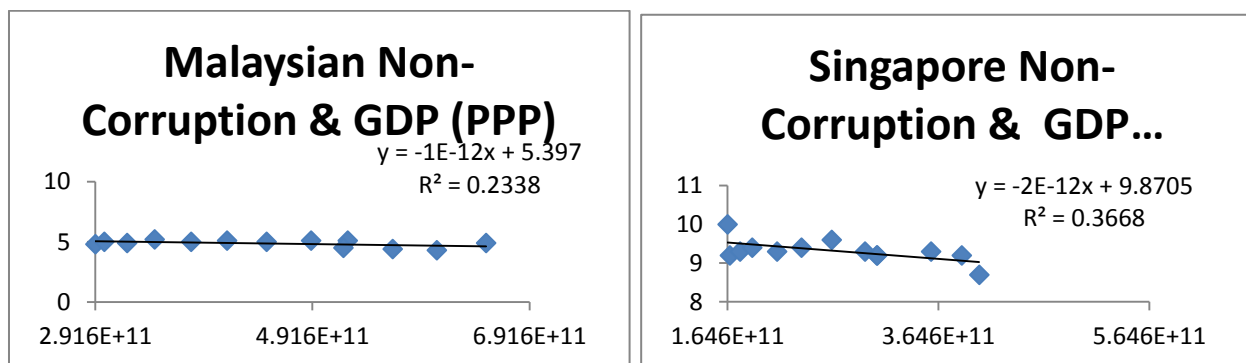 Malaysian Non-
Corruption & GDP (PPP)
y = -1E-12x + 5.397
R² = 0.2338
10
5
0
2.916E+11 4.916E+11 6.916E+11
Singapore Non-
Corruption & GDP...
y = -2E-12x + 9.8705
R² = 0.3668
11
10
9
8
1.646E+11 3.646E+11 5.646E+11